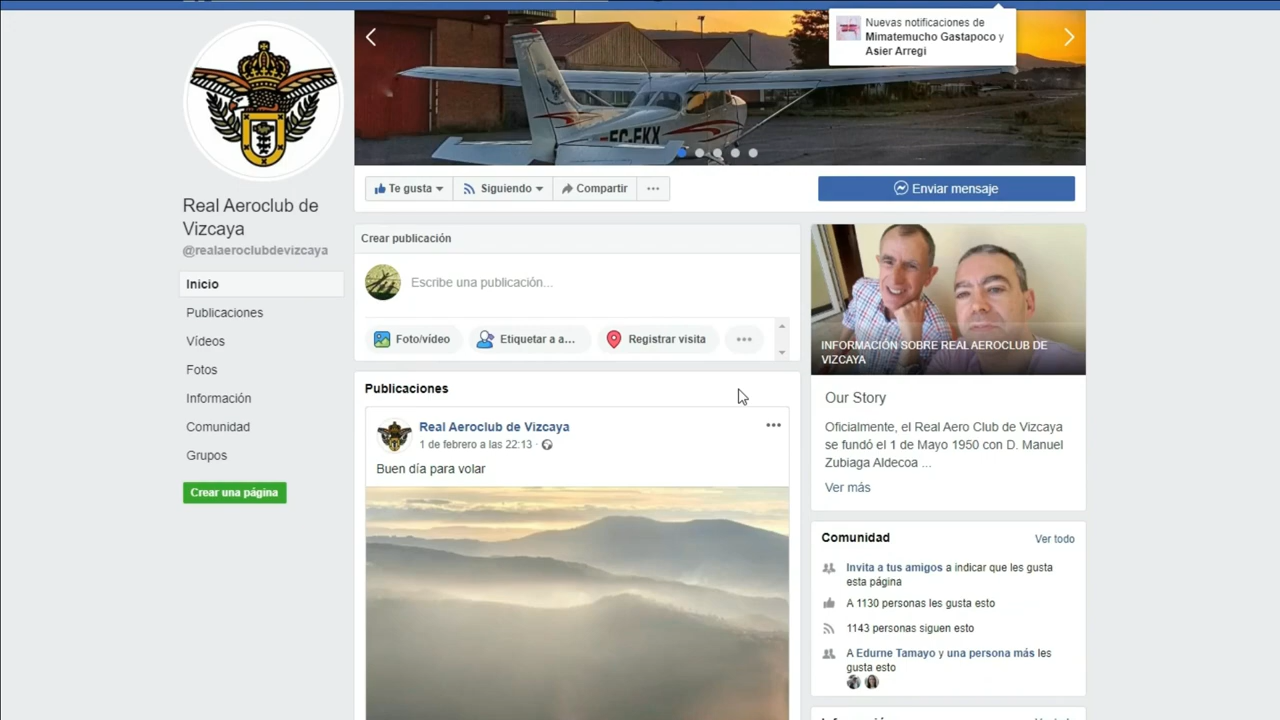 Nuevas notificaciones de
Mimatemucho Gastapoco y
Asier Arregi
EC-EKX
Real Aeroclub de
Vizcaya
@realaeroclubdevizcaya
Inicio
Publicaciones
Vídeos
Fotos
Información
Comunidad
Grupos
Crear una página
Te gusta
Siguiendo
Compartir
Enviar mensaje
Crear publicación
Escribe una publicación...
Foto/vídeo
Etiquetar a a...
Registrar visita
Publicaciones
Real Aeroclub de Vizcaya
1 de febrero a las 22:13 ·
Buen día para volar
INFORMACIÓN SOBRE REAL AEROCLUB DE
VIZCAYA
Our Story
Oficialmente, el Real Aero Club de Vizcaya
se fundó el 1 de Mayo 1950 con D. Manuel
Zubiaga Aldecoa ...
Ver más
Comunidad
Ver todo
Invita a tus amigos a indicar que les gusta
esta página
A 1130 personas les gusta esto
1143 personas siguen esto
A Edurne Tamayo y una persona más les
gusta esto